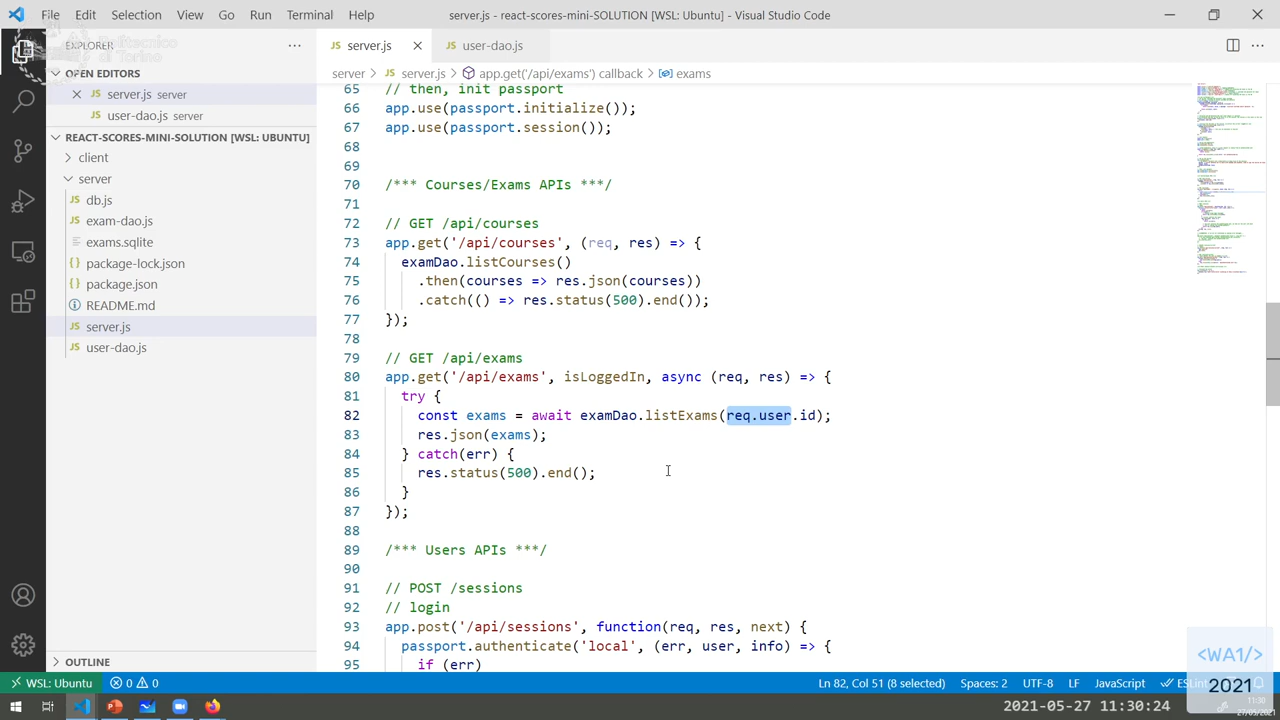 File Edit Selection View Go Run Terminal Help
server.js - react-scores-mini-SOLUTION [WSL: Ubuntu] - Visual Studio Code
EXPLORER
Politecnico
di Torino
OPEN EDITORS
server.js server
user-dao.js server
REACT-SCORES-MINI-SOLUTION [WSL: UBUNTU]
client
server
db.js
exam-dao.js
exams.sqlite
package-lock.json
package.json
README.md
server.js
user-dao.js
OUTLINE
JS server.js
JS user-dao.js
server > JS server.js > app.get('/api/exams') callback > exams
65 // then, init passport
66 app.use(passport.initialize());
67 app.use(passport.session());
68
69
70 /*** Courses/Exams APIs ***/
71
72 // GET /api/courses
73 app.get('/api/courses', (req, res) => {
74 examDao.listCourses()
75 .then(courses => res.json(courses))
76 .catch(() => res.status(500).end());
77 });
78
79 // GET /api/exams
80 app.get('/api/exams', isLoggedIn, async (req, res) => {
81 try {
82 const exams = await examDao.listExams(req.user.id);
83 res.json(exams);
84 } catch(err) {
85 res.status(500).end();
86 }
87 });
88
89 /*** Users APIs ***/
90
91 // POST /sessions
92 // login
93 app.post('/api/sessions', function(req, res, next) {
94 passport.authenticate('local', (err, user, info) => {
95 if (err)
<WA1/>
2021
WSL: Ubuntu 0 0 Ln 82, Col 51 (8 selected) Spaces: 2 UTF-8 LF JavaScript
2021-05-27 11:30:24
11:30
27/05/2021